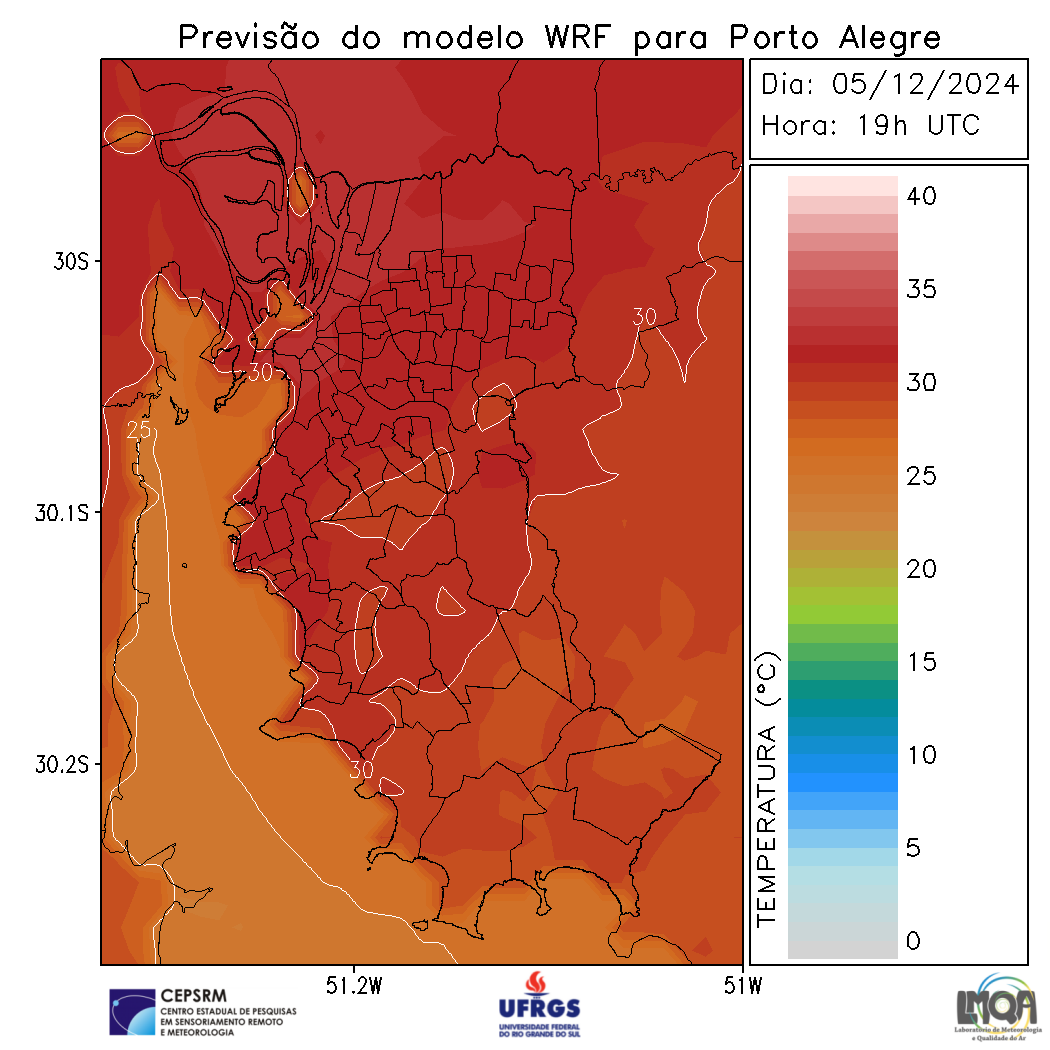 Previsão do modelo WRF para Porto Alegre
Dia: 05/12/2024
Hora: 19h UTC
40
35
30
25
20
15
10
5
0
TEMPERATURA (°C)
30S
30.1S
30.2S
51.2W
51W
30
30
25
30
CEPSRM
CENTRO ESTADUAL DE PESQUISAS
EM SENSORIAMENTO REMOTO
E METEOROLOGIA
UFRGS
UNIVERSIDADE FEDERAL
DO RIO GRANDE DO SUL
LMQA
Laboratório de Meteorologia
e Qualidade do Ar